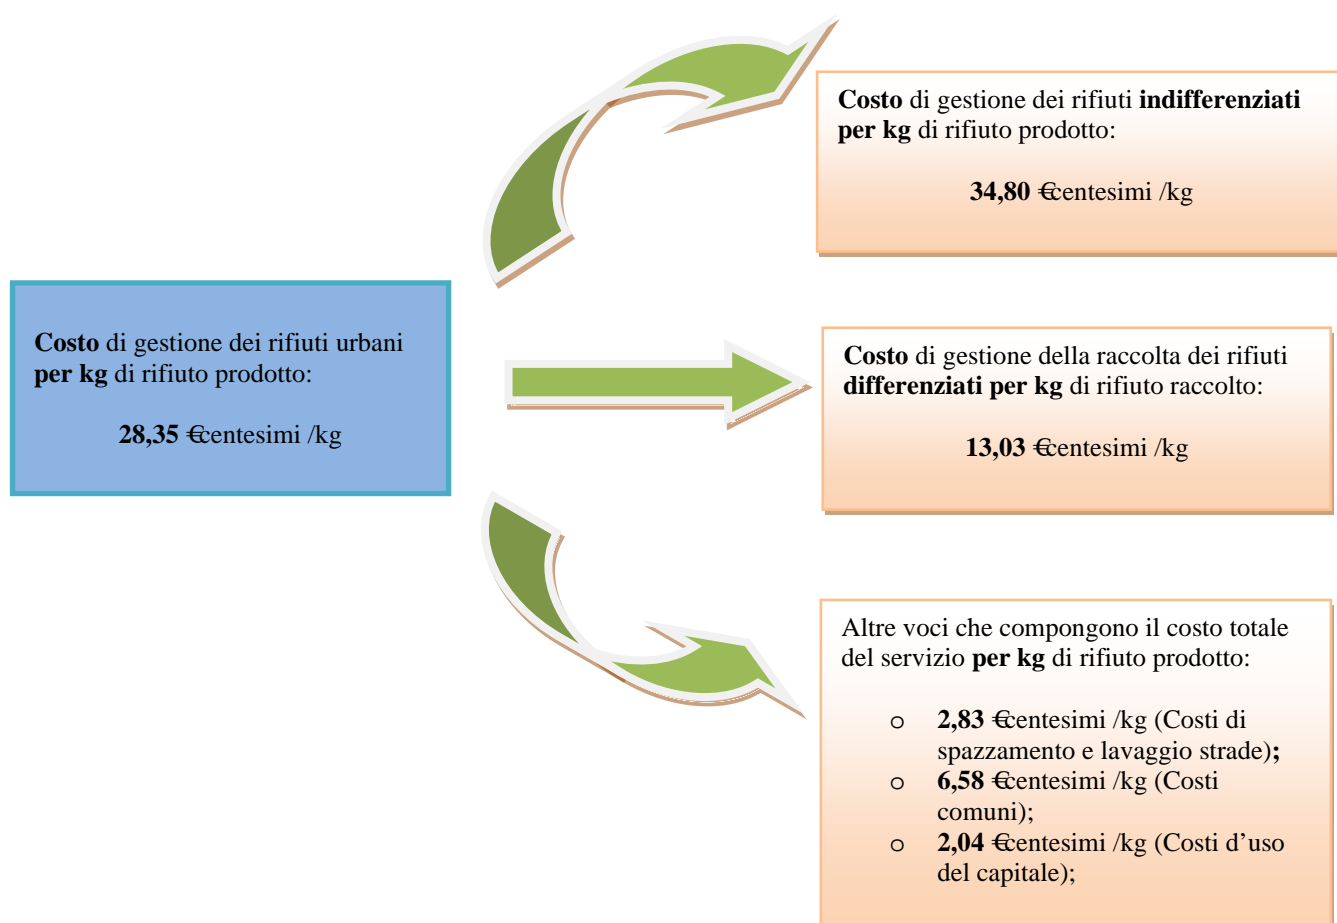 Costo di gestione dei rifiuti urbani
per kg di rifiuto prodotto:
28,35 €centesimi /kg
Costo di gestione dei rifiuti indifferenziati
per kg di rifiuto prodotto:
34,80 €centesimi /kg
Costo di gestione della raccolta dei rifiuti
differenziati per kg di rifiuto raccolto:
13,03 €centesimi /kg
Altre voci che compongono il costo totale
del servizio per kg di rifiuto prodotto:
o 2,83 €centesimi /kg (Costi di
spazzamento e lavaggio strade);
o 6,58 €centesimi /kg (Costi
comuni);
o 2,04 €centesimi /kg (Costi d’uso
del capitale);